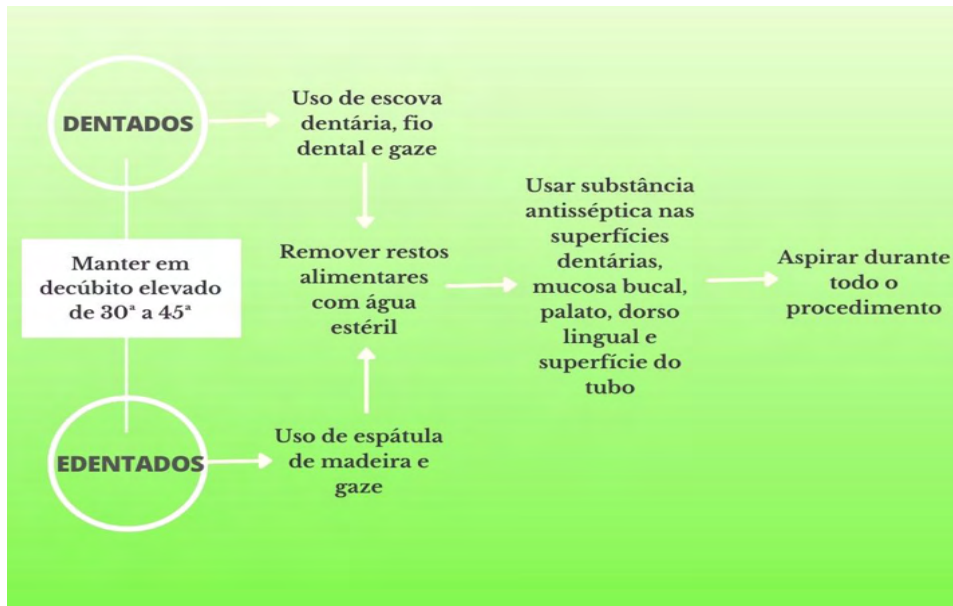 DENTADOS
Uso de escova
dentária, fio
dental e gaze
Manter em
decúbito elevado
de 30ª a 45ª
Remover restos
alimentares
com água
estéril
Usar substância
antisséptica nas
superfícies
dentárias,
mucosa bucal,
palato, dorso
lingual e
superfície do
tubo
Aspirar durante
todo o
procedimento
EDENTADOS
Uso de espátula
de madeira e
gaze